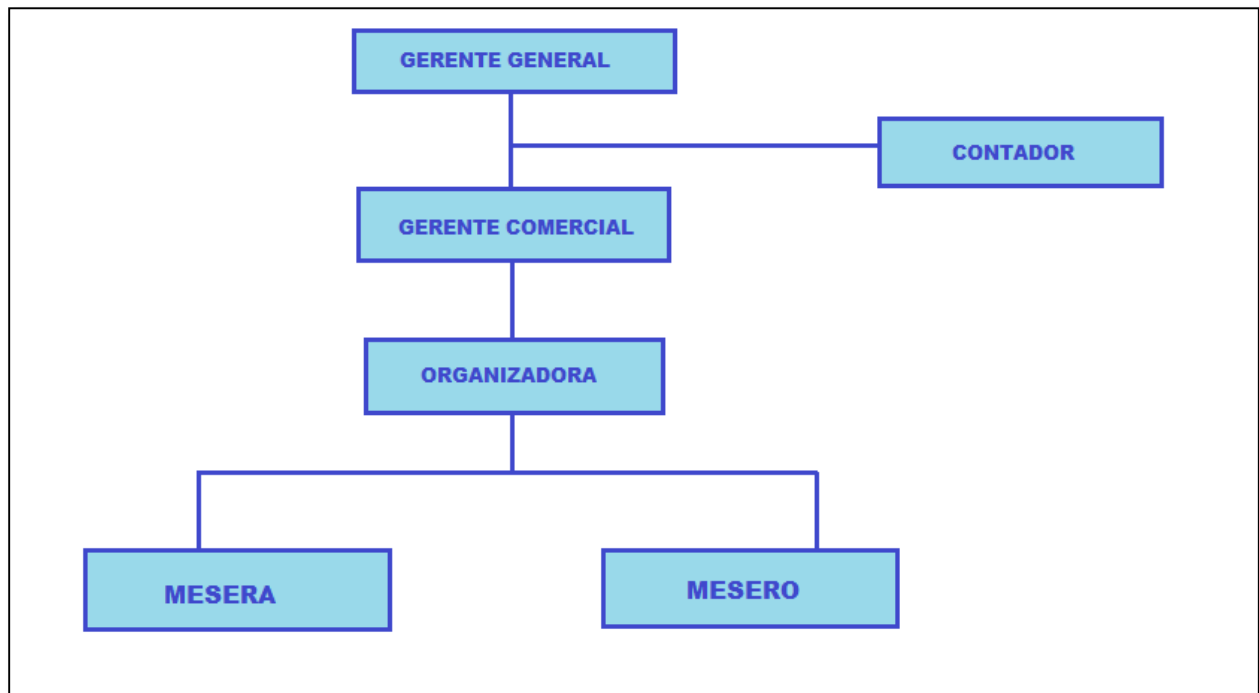 GERENTE GENERAL
CONTADOR
GERENTE COMERCIAL
ORGANIZADORA
MESERA
MESERO